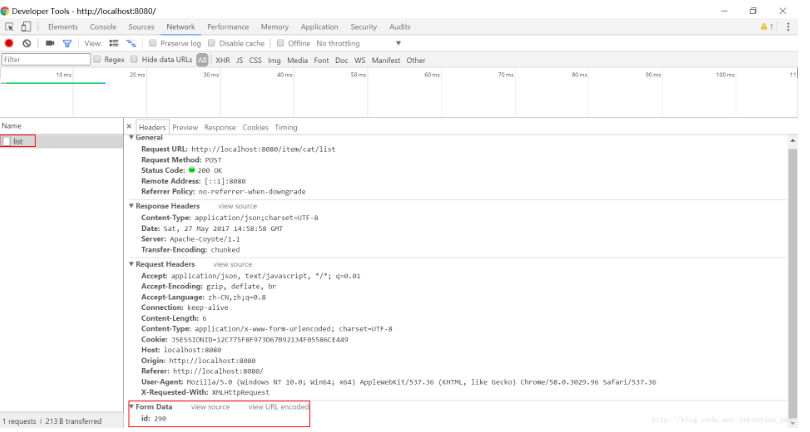 Developer Tools - http://localhost:8080/
Elements Console Sources Network Performance Memory Application Security Audits 1
View: Preserve log Disable cache Offline No throttling
Filter Regex Hide data URLs All XHR JS CSS Img Media Font Doc WS Manifest Other
10 ms 20 ms 30 ms 40 ms 50 ms 60 ms 70 ms 80 ms 90 ms 100 ms 11
Name
list
Headers Preview Response Cookies Timing
General
Request URL: http://localhost:8080/item/cat/list
Request Method: POST
Status Code: 200 OK
Remote Address: [::1]:8080
Referrer Policy: no-referrer-when-downgrade
Response Headers view source
Content-Type: application/json;charset=UTF-8
Date: Sat, 27 May 2017 14:58:58 GMT
Server: Apache-Coyote/1.1
Transfer-Encoding: chunked
Request Headers view source
Accept: application/json, text/javascript, */*; q=0.01
Accept-Encoding: gzip, deflate, br
Accept-Language: zh-CN,zh;q=0.8
Connection: keep-alive
Content-Length: 6
Content-Type: application/x-www-form-urlencoded; charset=UTF-8
Cookie: JSESSIONID=12C775F8F973D67B92134F05586CE449
Host: localhost:8080
Origin: http://localhost:8080
Referer: http://localhost:8080/
User-Agent: Mozilla/5.0 (Windows NT 10.0; Win64; x64) AppleWebKit/537.36 (KHTML, like Gecko) Chrome/58.0.3029.96 Safari/537.36
X-Requested-With: XMLHttpRequest
Form Data view source view URL encoded
id: 290
1 requests | 213 B transferred